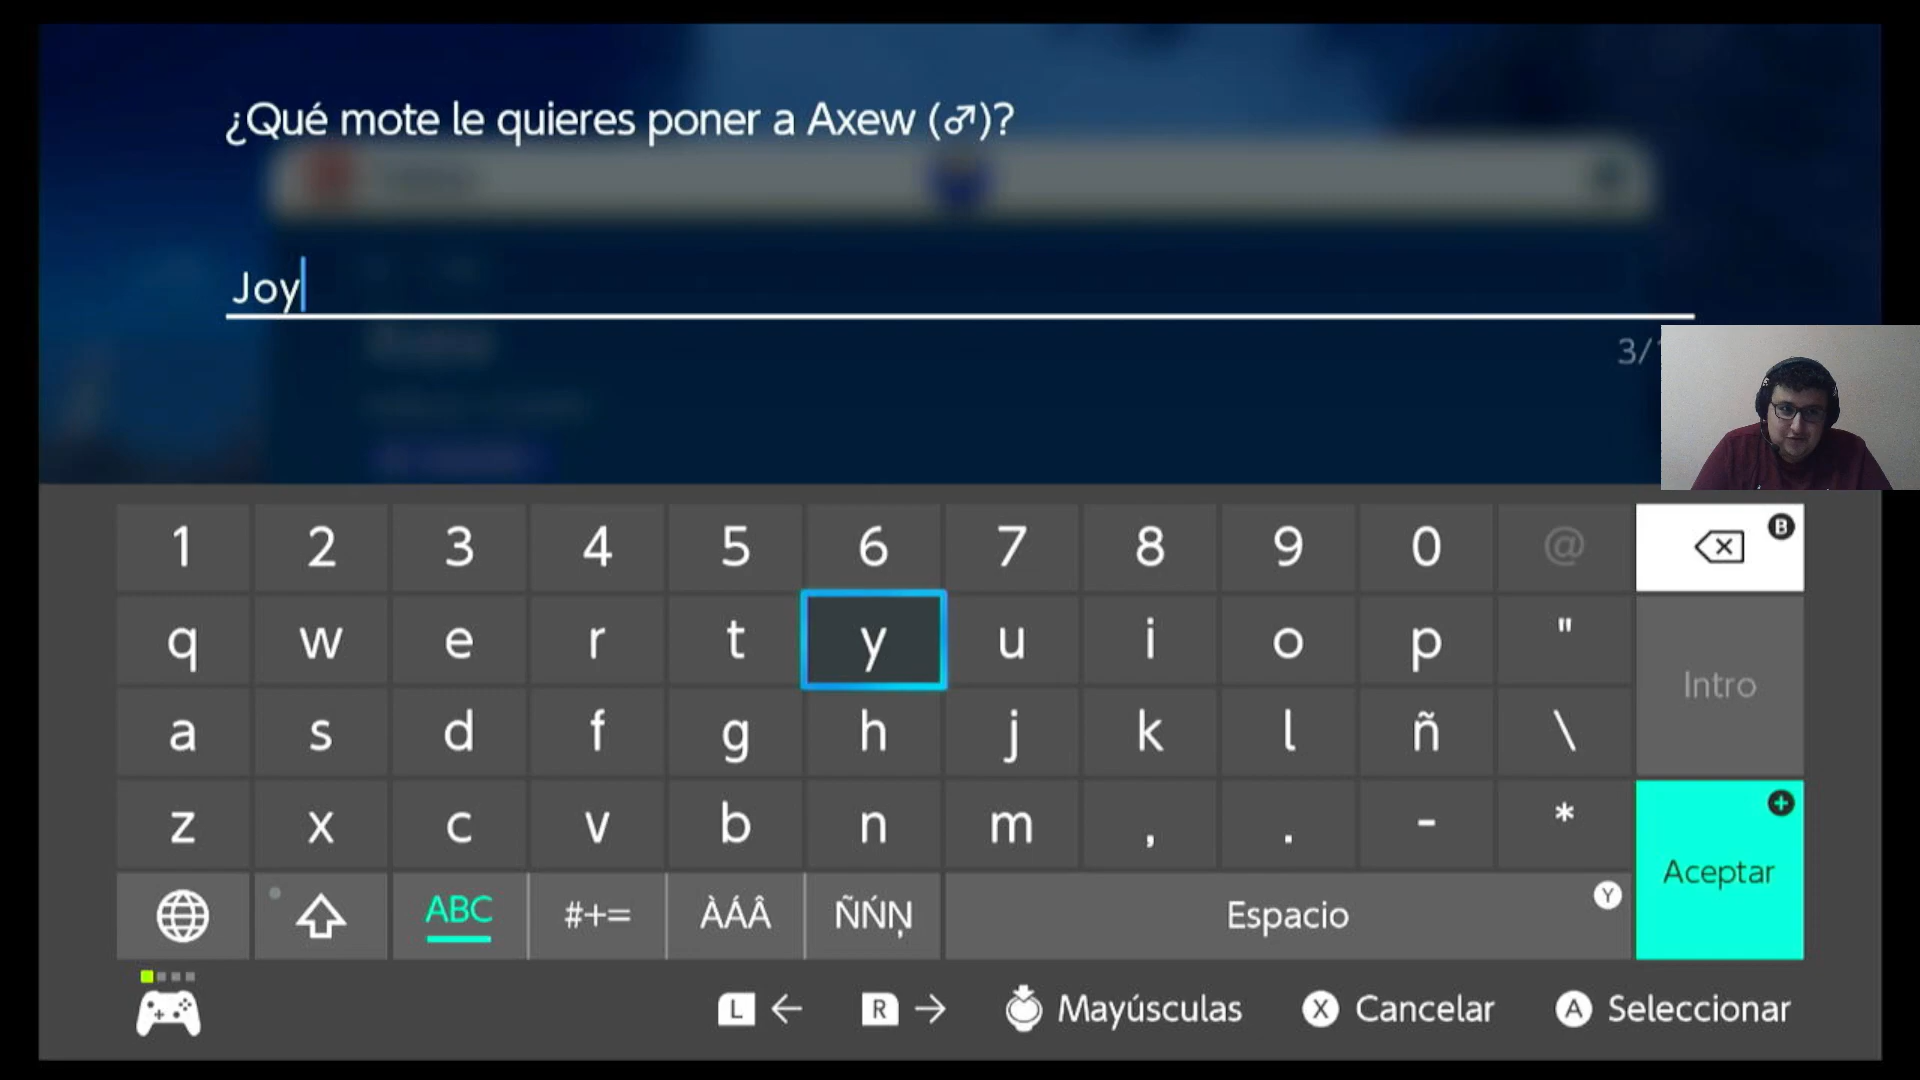 ¿Qué mote le quieres poner a Axew (♂)?
Joy
3/
1 2 3 4 5 6 7 8 9 0 @ B
q w e r t y u i o p "
Intro
a s d f g h j k l ñ \
z x c v b n m , . - * +
Aceptar
ABC #+= ÀÁÂ ÑŃŅ Espacio Y
L ← R → Mayúsculas X Cancelar A Seleccionar